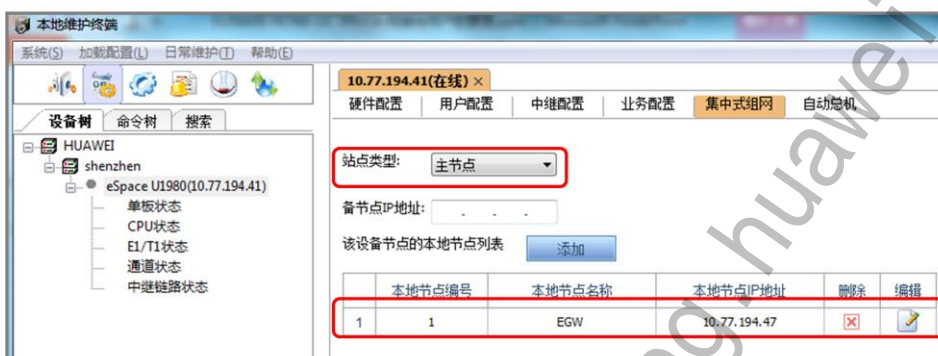 本地维护终端
系统(S) 加载配置(L) 日常维护(T) 帮助(E)
设备树 命令树 搜索
HUAWEI
shenzhen
eSpace U1980(10.77.194.41)
单板状态
CPU状态
E1/T1状态
通道状态
中继链路状态
10.77.194.41(在线) ×
硬件配置 用户配置 中继配置 业务配置 集中式组网 自动总机
站点类型: 主节点
备节点IP地址: . . .
该设备节点的本地节点列表 添加
本地节点编号 本地节点名称 本地节点IP地址 删除 编辑
1 1 EGW 10.77.194.47
ng.huawei